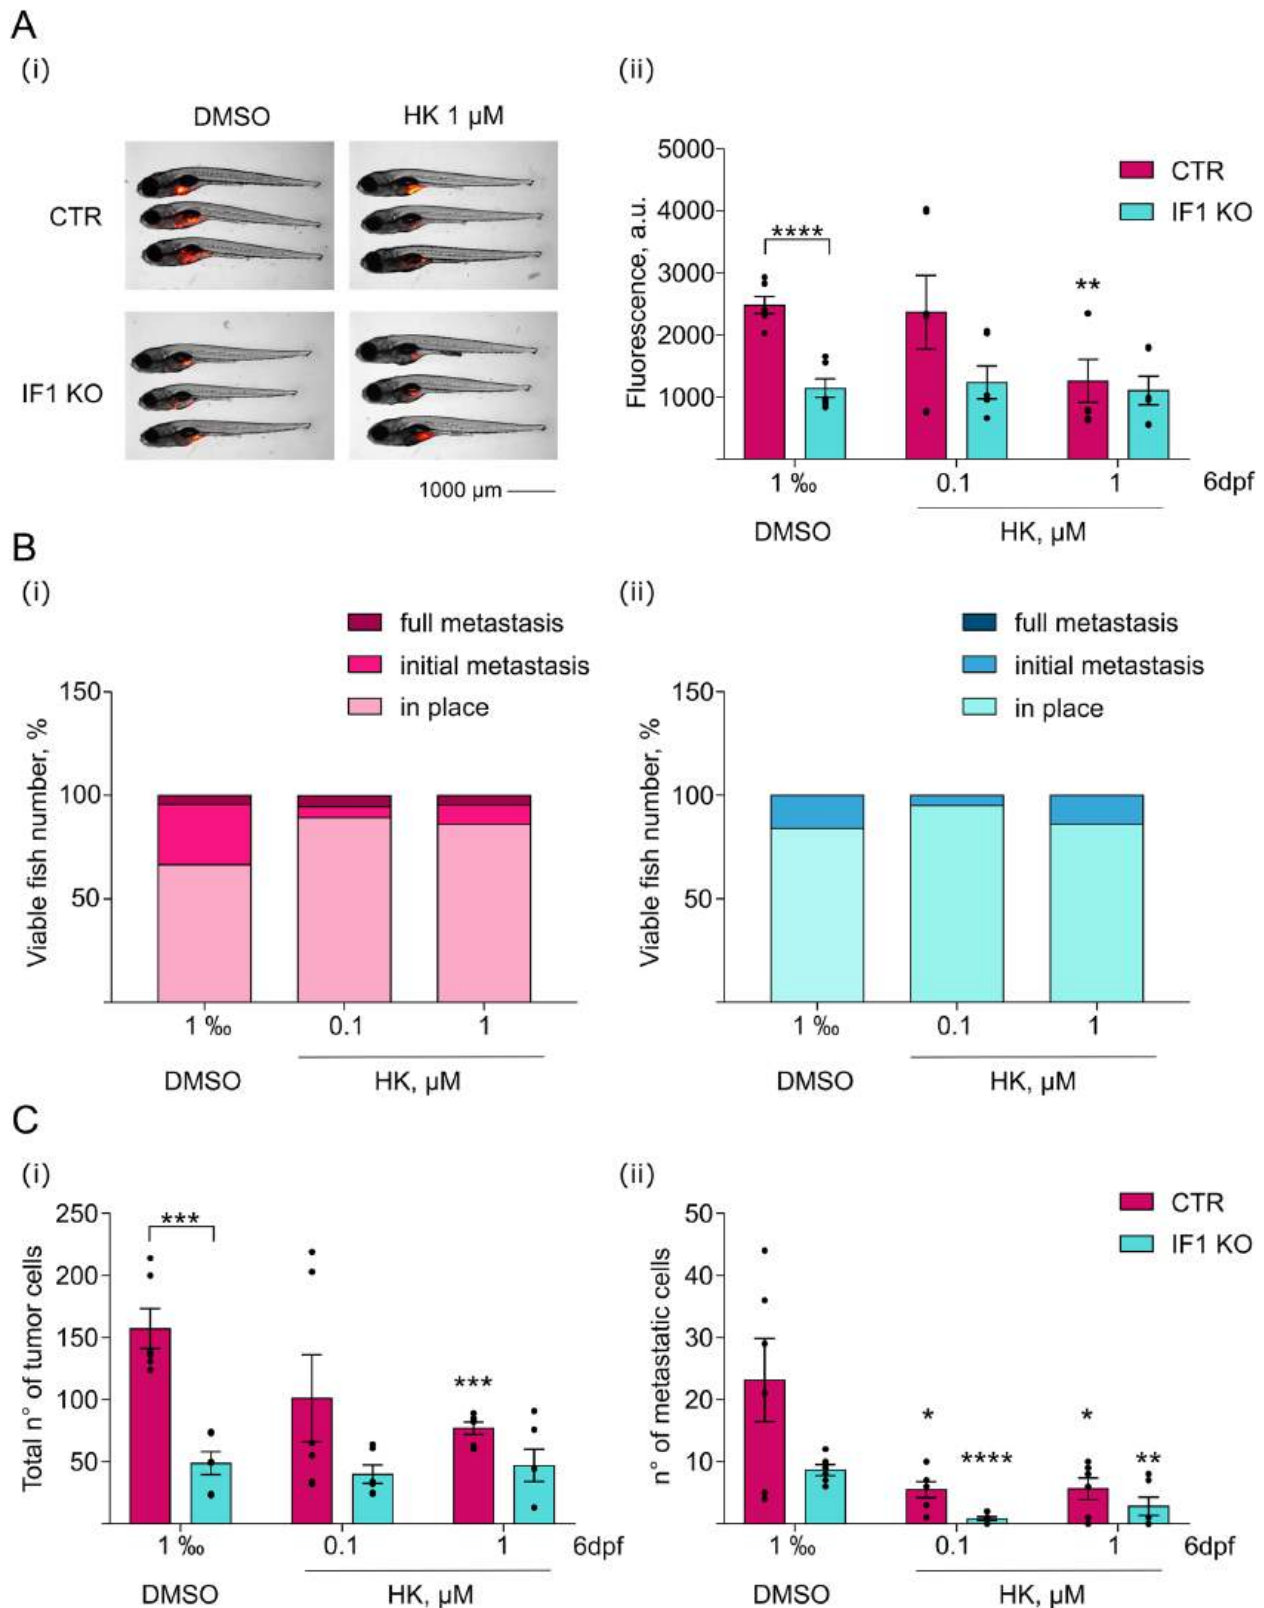 A
(i)
DMSO HK 1 µM
CTR
IF1 KO
1000 µm
(ii)
5000
4000
3000
2000
1000
Fluorescence, a.u.
CTR
IF1 KO
****
**
1 ‰ 0.1 1 6dpf
DMSO HK, µM
B
(i)
full metastasis
initial metastasis
in place
150
100
50
Viable fish number, %
1 ‰ 0.1 1
DMSO HK, µM
(ii)
full metastasis
initial metastasis
in place
150
100
50
Viable fish number, %
1 ‰ 0.1 1
DMSO HK, µM
C
(i)
250
200
150
100
50
Total n° of tumor cells
***
***
1 ‰ 0.1 1 6dpf
DMSO HK, µM
(ii)
50
40
30
20
10
n° of metastatic cells
CTR
IF1 KO
* *
**** **
1 ‰ 0.1 1 6dpf
DMSO HK, µM